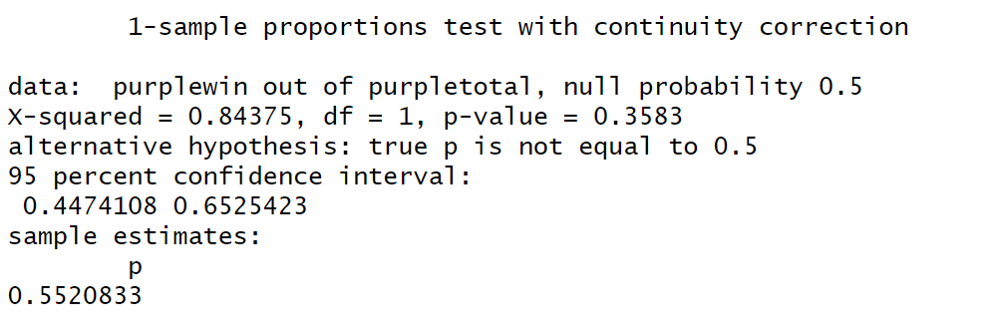 1-sample proportions test with continuity correction
data:  purplewin out of purpletotal, null probability 0.5
X-squared = 0.84375, df = 1, p-value = 0.3583
alternative hypothesis: true p is not equal to 0.5
95 percent confidence interval:
0.4474108 0.6525423
sample estimates:
p
0.5520833